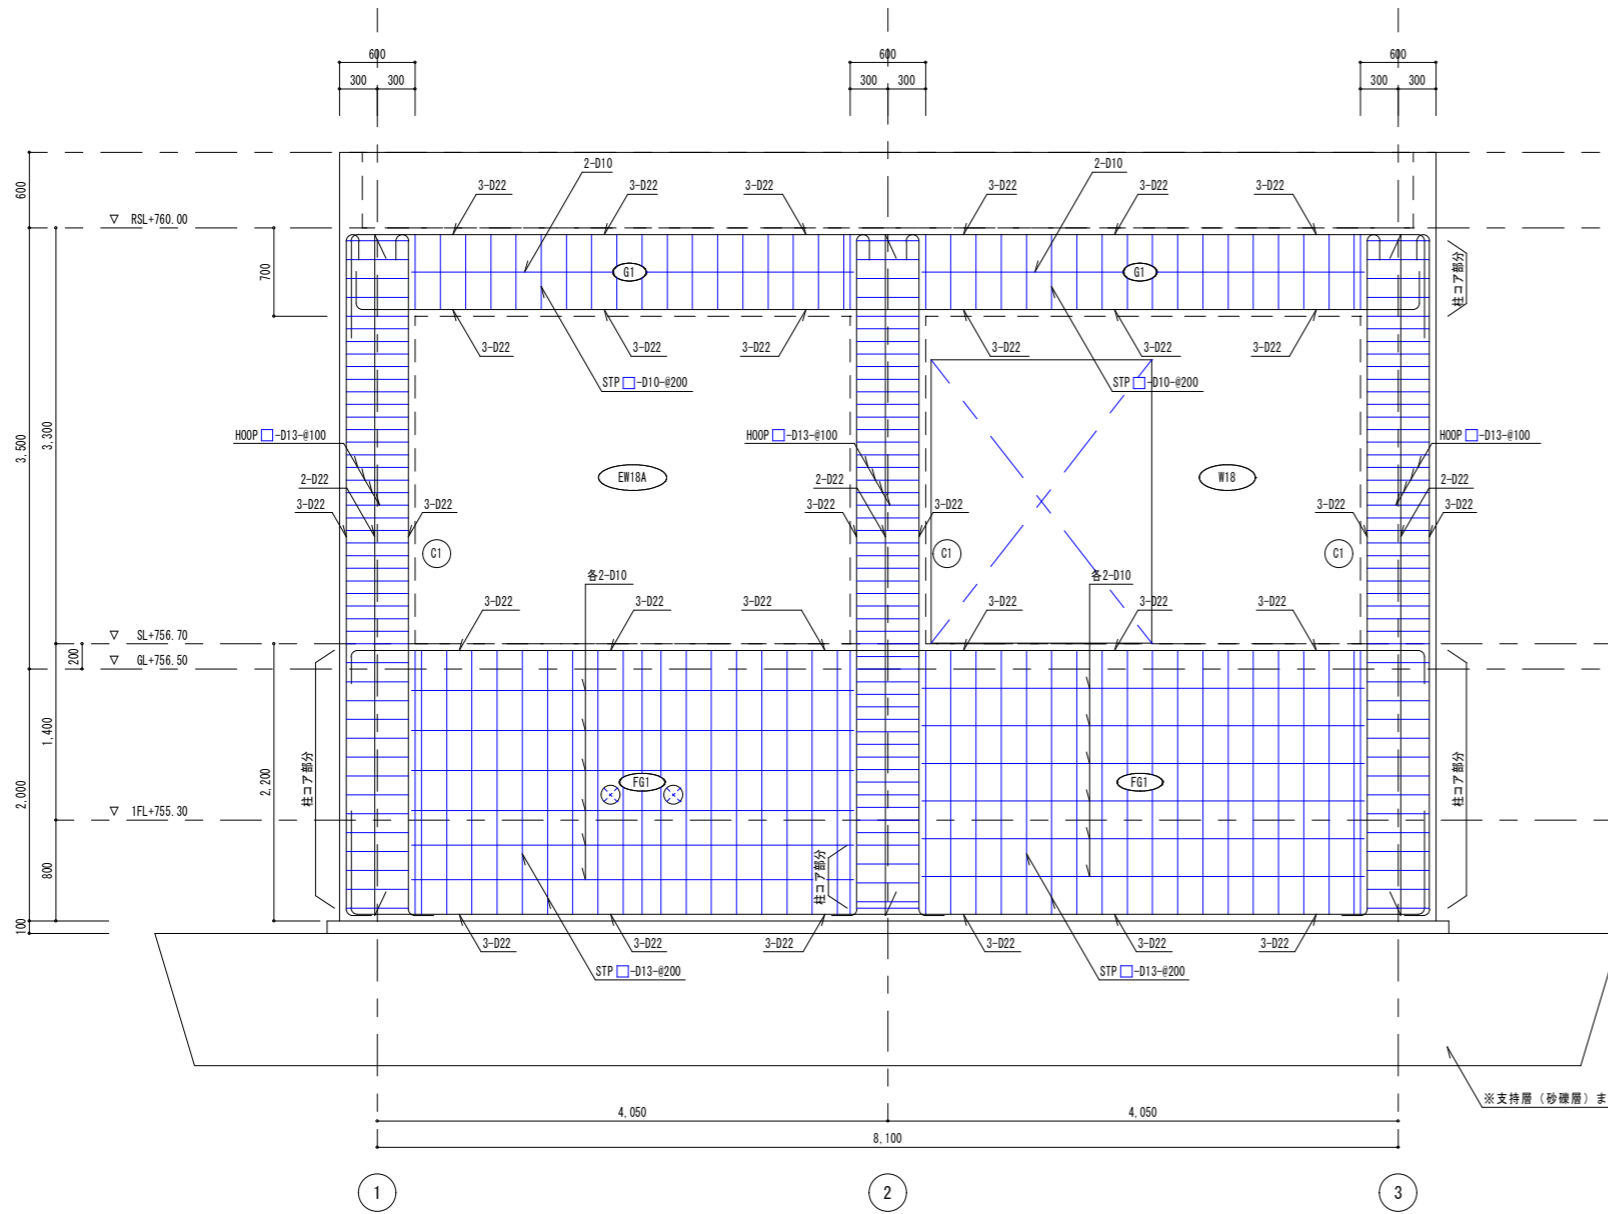 600 600 600
300 300 300 300 300 300
2-D10 2-D10
3-D22 3-D22 3-D22 3-D22 3-D22 3-D22
600
▽ RSL+760.00
700
G1 G1
柱コア部分
3-D22 3-D22 3-D22 3-D22 3-D22 3-D22
STP □-D10-@200 STP □-D10-@200
3,500
3,300
HOOP □-D13-@100 HOOP □-D13-@100 HOOP □-D13-@100
2-D22 2-D22 2-D22
EW18A W18
3-D22 3-D22 3-D22 3-D22 3-D22 3-D22
C1 C1 C1
各2-D10 各2-D10
3-D22 3-D22 3-D22 3-D22 3-D22 3-D22
▽ SL+756.70
200
▽ GL+756.50
1,400
2,200
2,000
柱コア部分 柱コア部分
FG1 FG1
▽ 1FL+755.30
800
柱コア部分
100
3-D22 3-D22 3-D22 3-D22 3-D22 3-D22
STP □-D13-@200 STP □-D13-@200
※支持層（砂礫層）ま
4,050 4,050
8,100
1 2 3